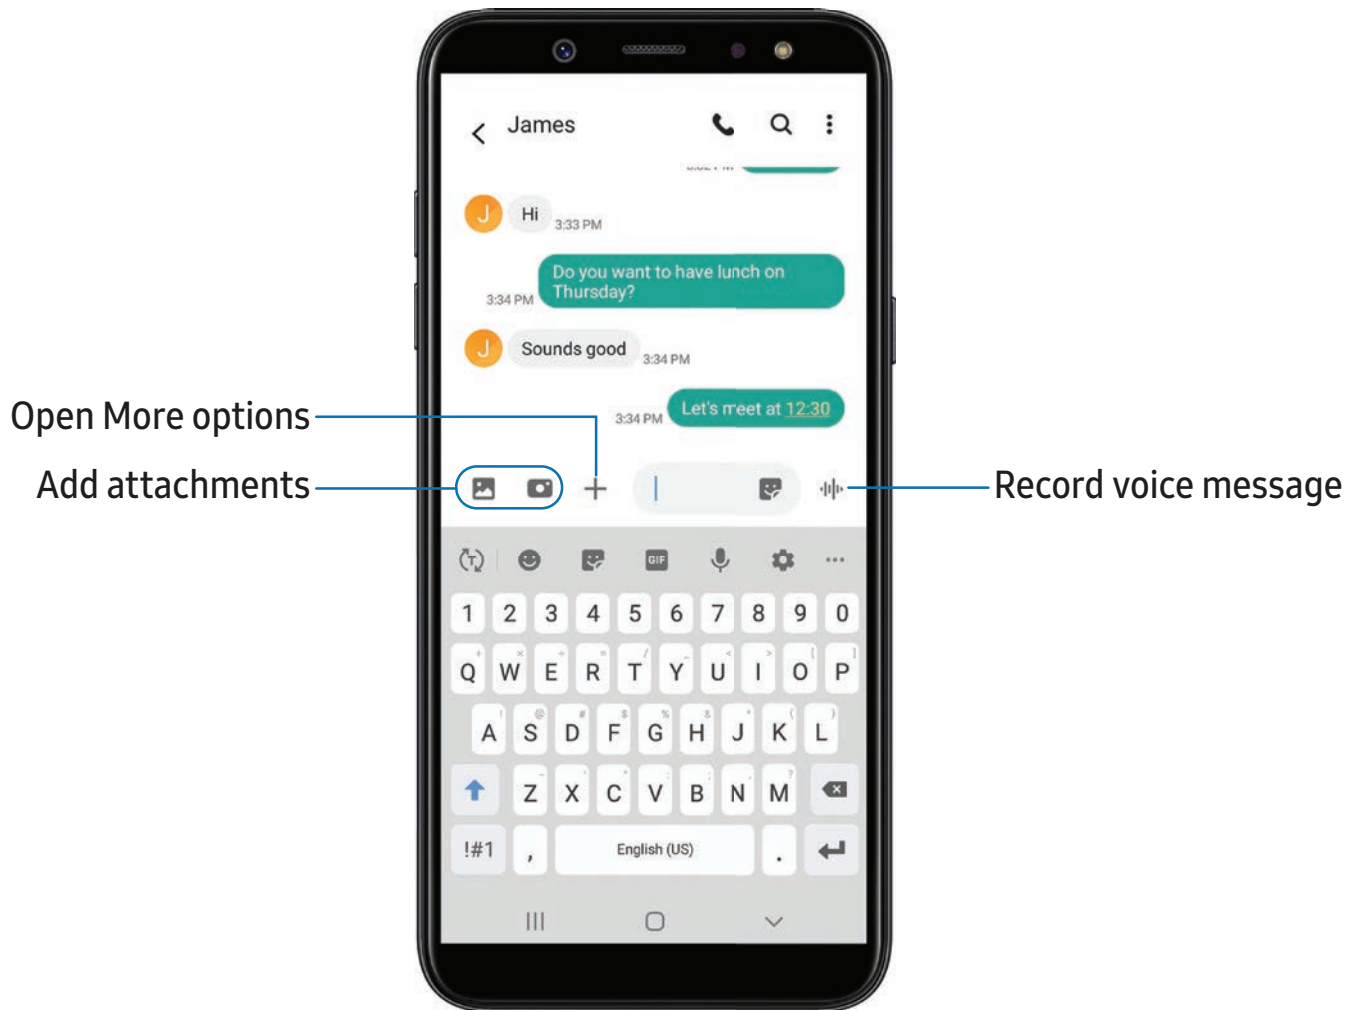 James
J
Hi
3:33 PM
Do you want to have lunch on
Thursday?
3:34 PM
J
Sounds good
3:34 PM
Let's meet at 12:30
3:34 PM
Open More options
Add attachments
Record voice message
T
GIF
1 2 3 4 5 6 7 8 9 0
Q W E R T Y U I O P
A S D F G H J K L
Z X C V B N M
!#1 , English (US) .